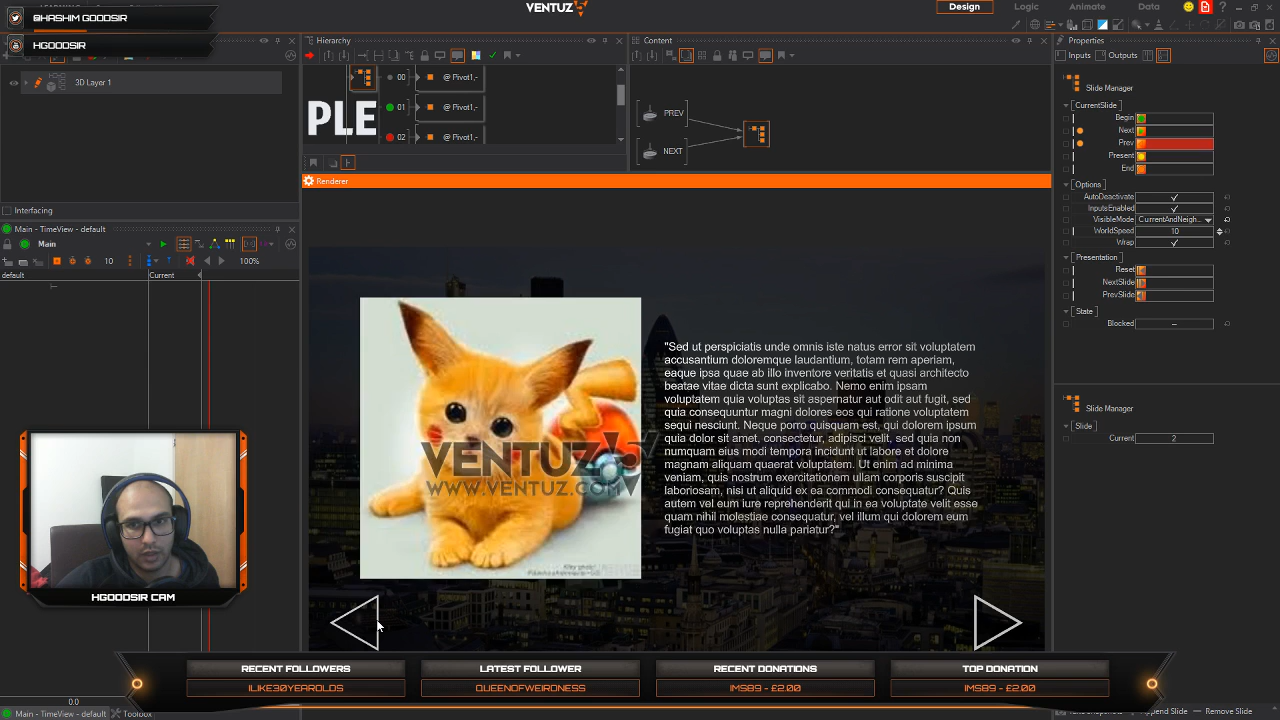 @HASHIM GOODSIR
HGOODSIR
VENTUZ
Design
Logic
Animate
Data
Hierarchy
Content
Properties
Inputs
Outputs
3D Layer 1
00
@ Pivot1,-
01
@ Pivot1,-
02
@ Pivot1,-
PLE
PREV
NEXT
Slide Manager
CurrentSlide
Begin
Next
Prev
Present
End
Options
AutoDeactivate
InputsEnabled
VisibleMode
CurrentAndNeigh...
WorldSpeed
10
Wrap
Presentation
Reset
NextSlide
PrevSlide
State
Blocked
Slide Manager
Slide
Current
2
Interfacing
Main - TimeView - default
Main
10
100%
default
Current
Renderer
"Sed ut perspiciatis unde omnis iste natus error sit voluptatem
accusantium doloremque laudantium, totam rem aperiam,
eaque ipsa quae ab illo inventore veritatis et quasi architecto
beatae vitae dicta sunt explicabo. Nemo enim ipsam
voluptatem quia voluptas sit aspernatur aut odit aut fugit, sed
quia consequuntur magni dolores eos qui ratione voluptatem
sequi nesciunt. Neque porro quisquam est, qui dolorem ipsum
quia dolor sit amet, consectetur, adipisci velit, sed quia non
numquam eius modi tempora incidunt ut labore et dolore
magnam aliquam quaerat voluptatem. Ut enim ad minima
veniam, quis nostrum exercitationem ullam corporis suscipit
laboriosam, nisi ut aliquid ex ea commodi consequatur? Quis
autem vel eum iure reprehenderit qui in ea voluptate velit esse
quam nihil molestiae consequatur, vel illum qui dolorem eum
fugiat quo voluptas nulla pariatur?"
VENTUZ
WWW.VENTUZ.COM
HGOODSIR CAM
RECENT FOLLOWERS
ILIKE30YEAROLDS
LATEST FOLLOWER
QUEENOFWEIRDNESS
RECENT DONATIONS
IMSB9 - £2.00
TOP DONATION
IMSB9 - £2.00
0.0
Main - TimeView - default
Toolbox
Remove Slide